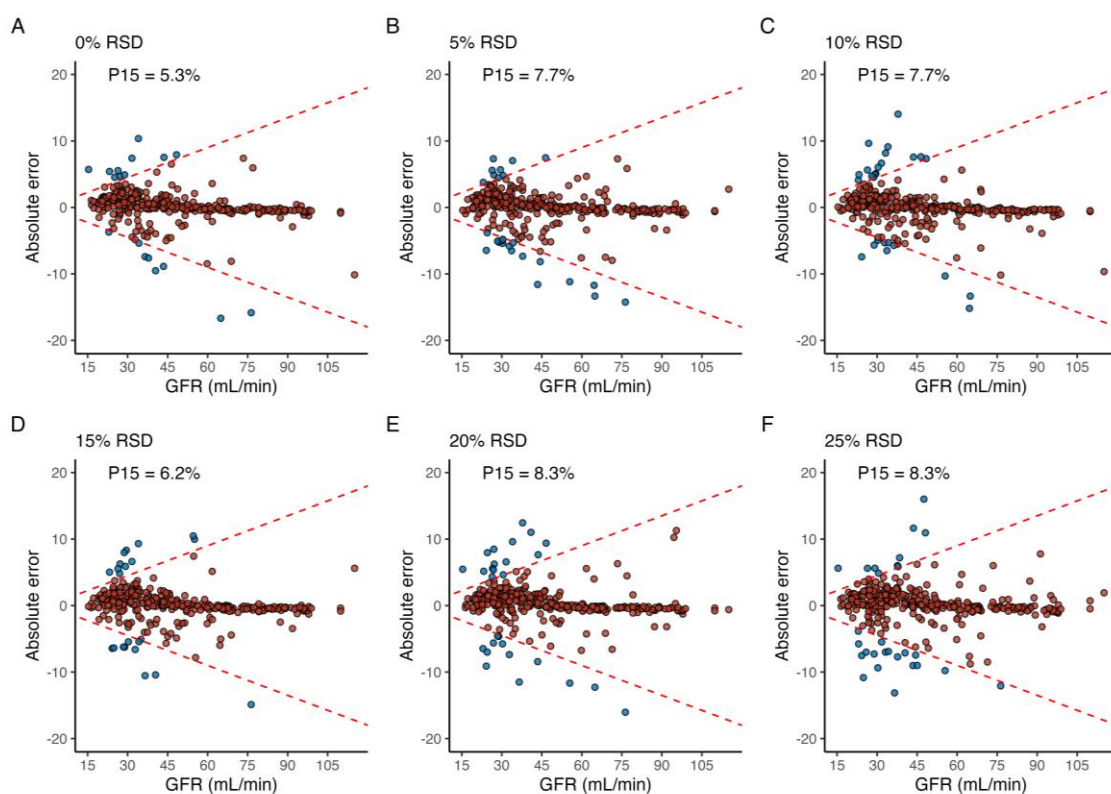 A
0% RSD
P15 = 5.3%
20
10
0
-10
-20
Absolute error
15 30 45 60 75 90 105
GFR (mL/min)
B
5% RSD
P15 = 7.7%
20
10
0
-10
-20
Absolute error
15 30 45 60 75 90 105
GFR (mL/min)
C
10% RSD
P15 = 7.7%
20
10
0
-10
-20
Absolute error
15 30 45 60 75 90 105
GFR (mL/min)
D
15% RSD
P15 = 6.2%
20
10
0
-10
-20
Absolute error
15 30 45 60 75 90 105
GFR (mL/min)
E
20% RSD
P15 = 8.3%
20
10
0
-10
-20
Absolute error
15 30 45 60 75 90 105
GFR (mL/min)
F
25% RSD
P15 = 8.3%
20
10
0
-10
-20
Absolute error
15 30 45 60 75 90 105
GFR (mL/min)